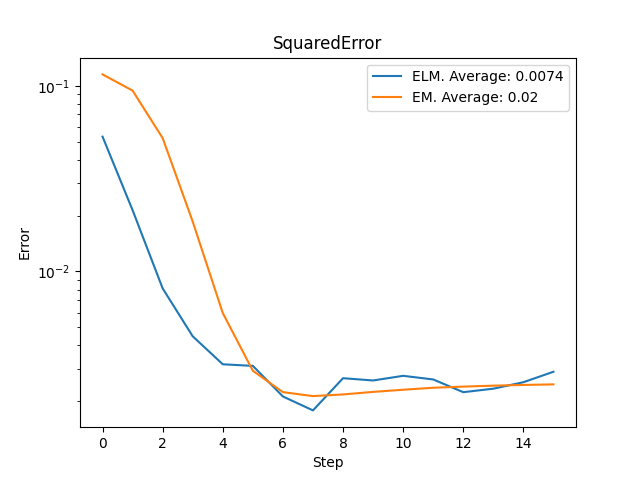 SquaredError
ELM. Average: 0.0074
EM. Average: 0.02
10⁻¹
10⁻²
Error
0 2 4 6 8 10 12 14
Step